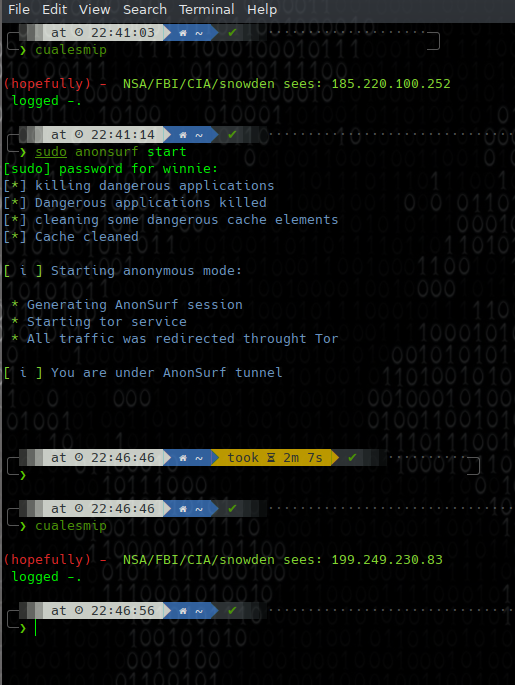 File Edit View Search Terminal Help
at 22:41:03 ~ ✔
❯ cualesmip
(hopefully) - NSA/FBI/CIA/snowden sees: 185.220.100.252
logged -.
at 22:41:14 ~ ✔
❯ sudo anonsurf start
[sudo] password for winnie:
[*] killing dangerous applications
[*] Dangerous applications killed
[*] cleaning some dangerous cache elements
[*] Cache cleaned
[ i ] Starting anonymous mode:
* Generating AnonSurf session
* Starting tor service
* All traffic was redirected throught Tor
[ i ] You are under AnonSurf tunnel
at 22:46:46 ~ took ⌛ 2m 7s ✔
❯
at 22:46:46 ~ ✔
❯ cualesmip
(hopefully) - NSA/FBI/CIA/snowden sees: 199.249.230.83
logged -.
at 22:46:56 ~ ✔
❯